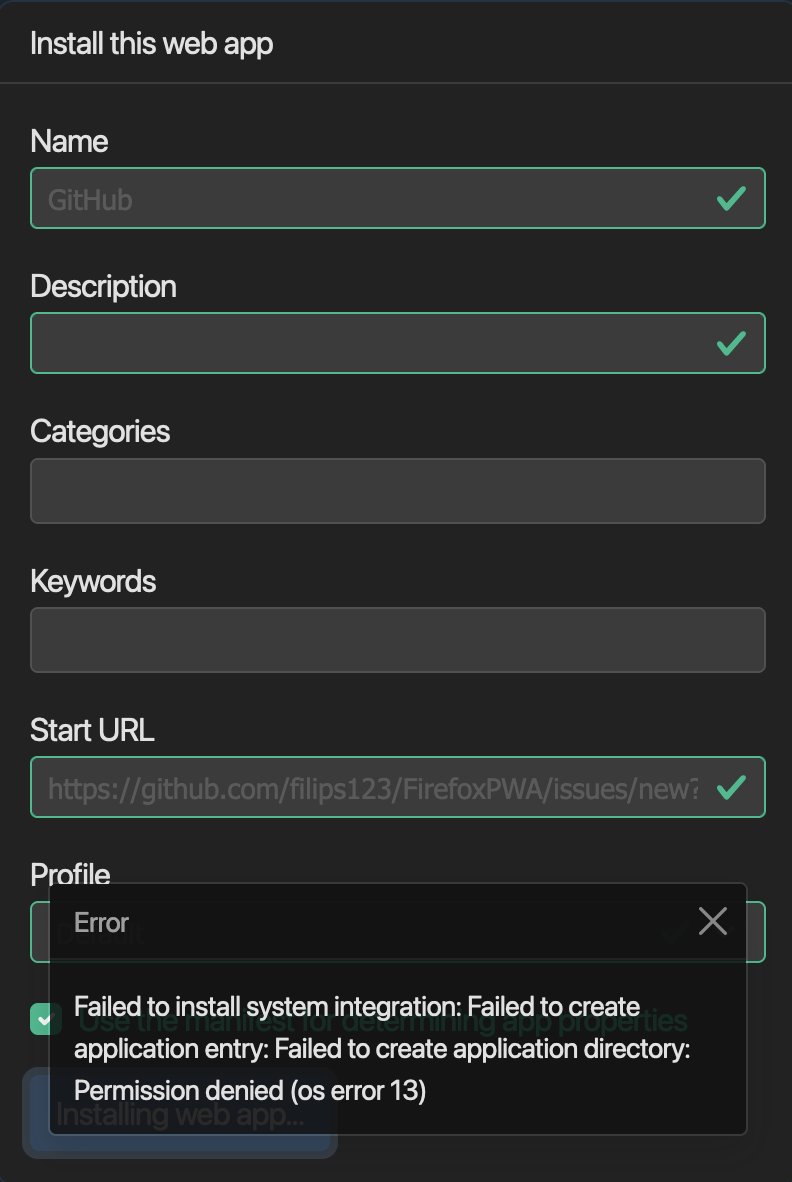 Install this web app
Name
GitHub
Description
Categories
Keywords
Start URL
https://github.com/filips123/FirefoxPWA/issues/new?
Profile
Error
Default
Failed to install system integration: Failed to create
Use the manifest for determining app properties
application entry: Failed to create application directory:
Permission denied (os error 13)
Installing web app...